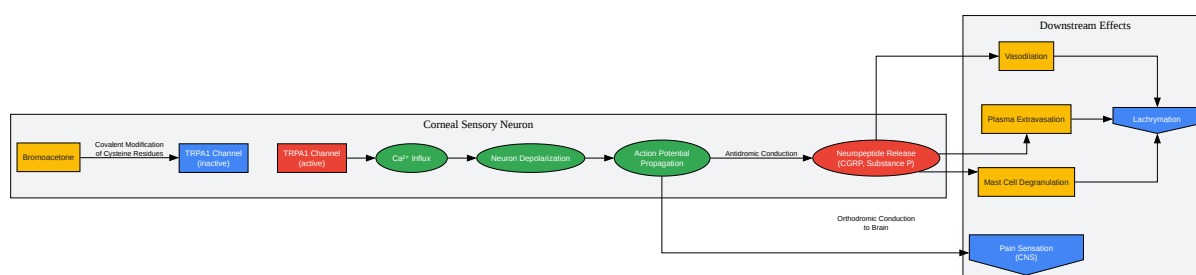 Downstream Effects
Vasodilation
Corneal Sensory Neuron
Plasma Extravasation
Lachrymation
Bromoacetone
Covalent Modification
of Cysteine Residues
TRPA1 Channel
(inactive)
TRPA1 Channel
(active)
Ca²⁺ Influx
Neuron Depolarization
Action Potential
Propagation
Antidromic Conduction
Neuropeptide Release
(CGRP, Substance P)
Mast Cell Degranulation
Orthodromic Conduction
to Brain
Pain Sensation
(CNS)